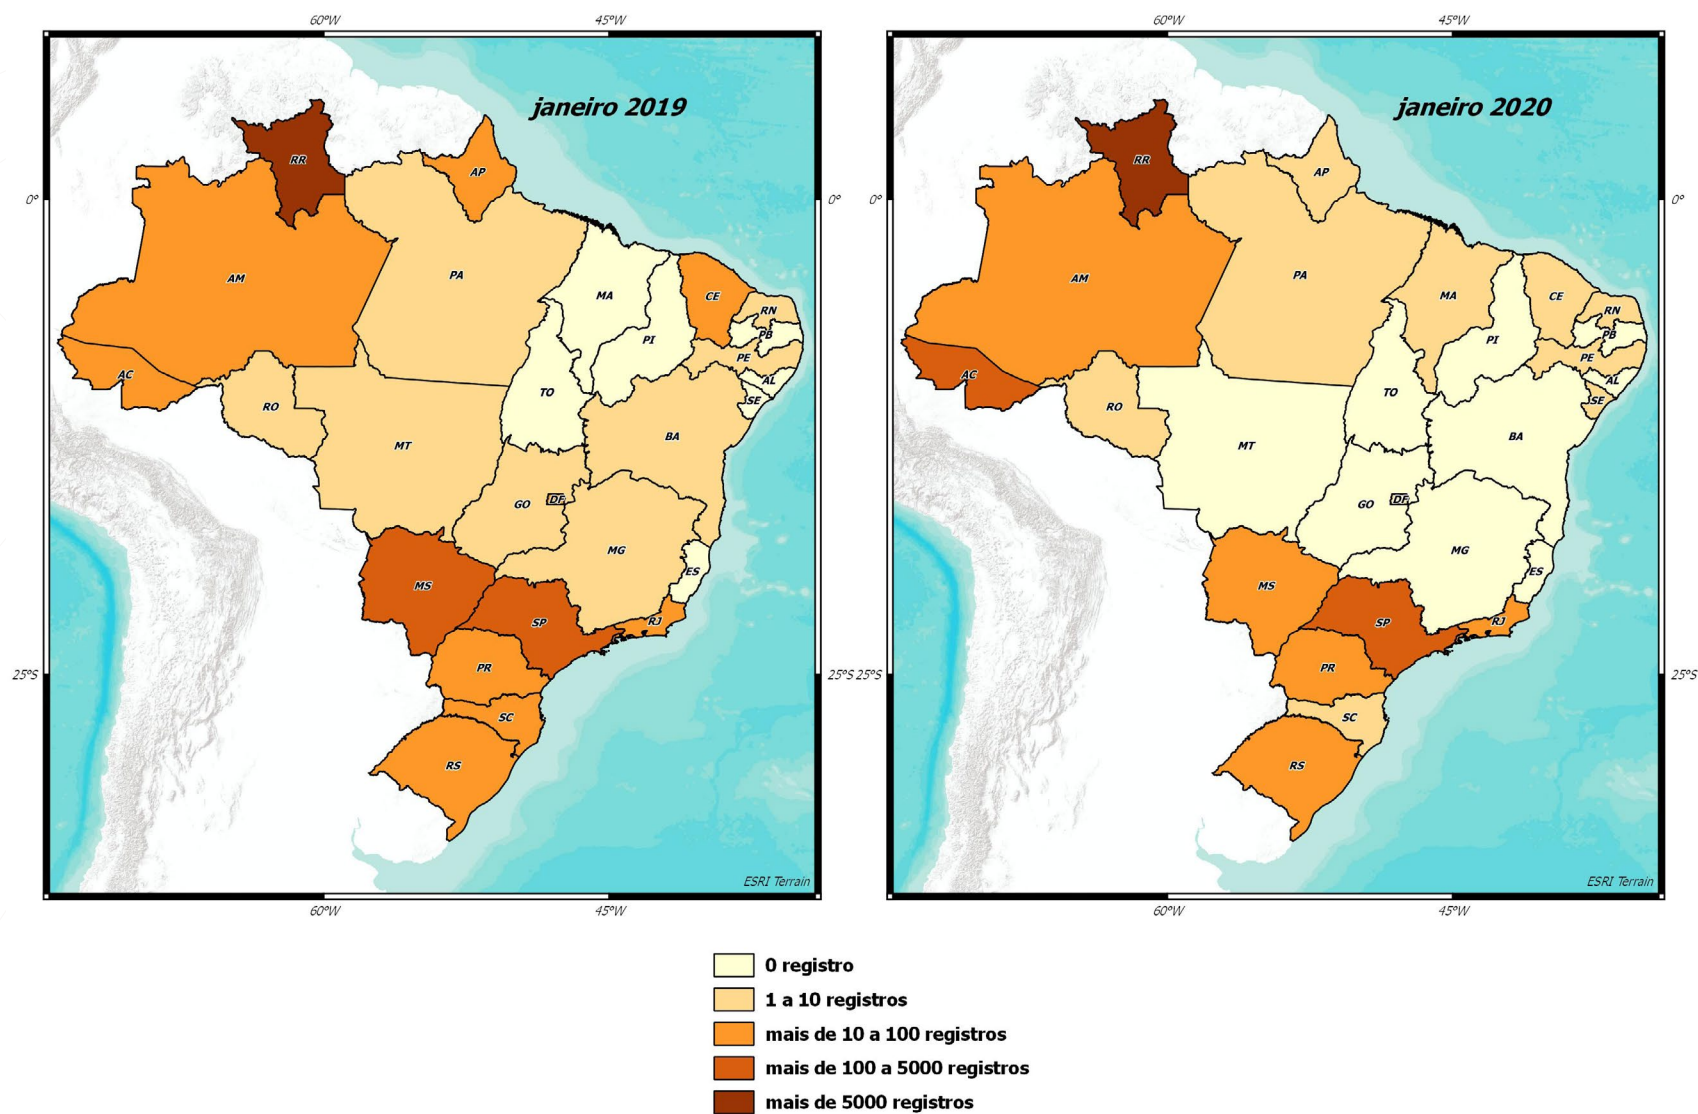 60°W 45°W 60°W 45°W
janeiro 2019 janeiro 2020
RR RR
AP AP
0° 0° 0° 0°
AM PA MA CE AM PA MA CE
RN RN
PB PB
PI PI
PE PE
AC AL AC AL
TO TO
SE SE
RO RO
BA BA
MT MT
GO DF GO DF
MG MG
ES ES
MS MS
SP RJ SP RJ
PR PR
25°S 25°S 25°S 25°S
SC SC
RS RS
ESRI Terrain ESRI Terrain
60°W 45°W 60°W 45°W
0 registro
1 a 10 registros
mais de 10 a 100 registros
mais de 100 a 5000 registros
mais de 5000 registros